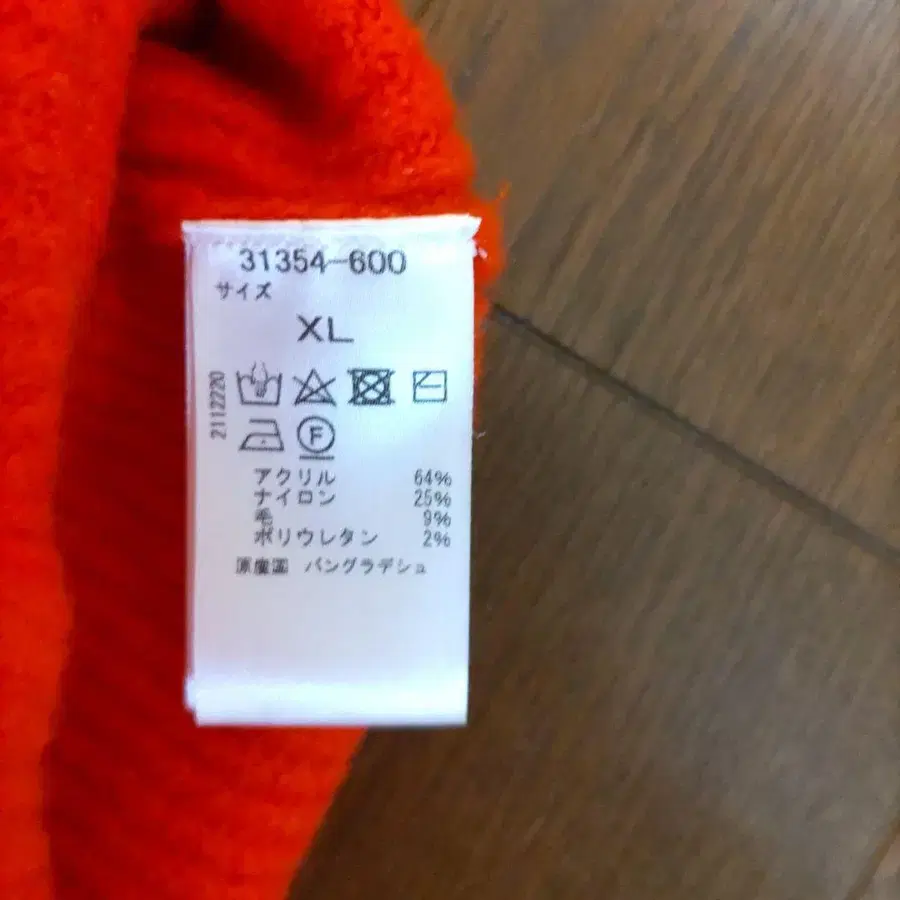 31354-600
サイズ
XL
2112220
F
アクリル 64%
ナイロン 25%
毛 9%
ポリウレタン 2%
原産国 バングラデシュ